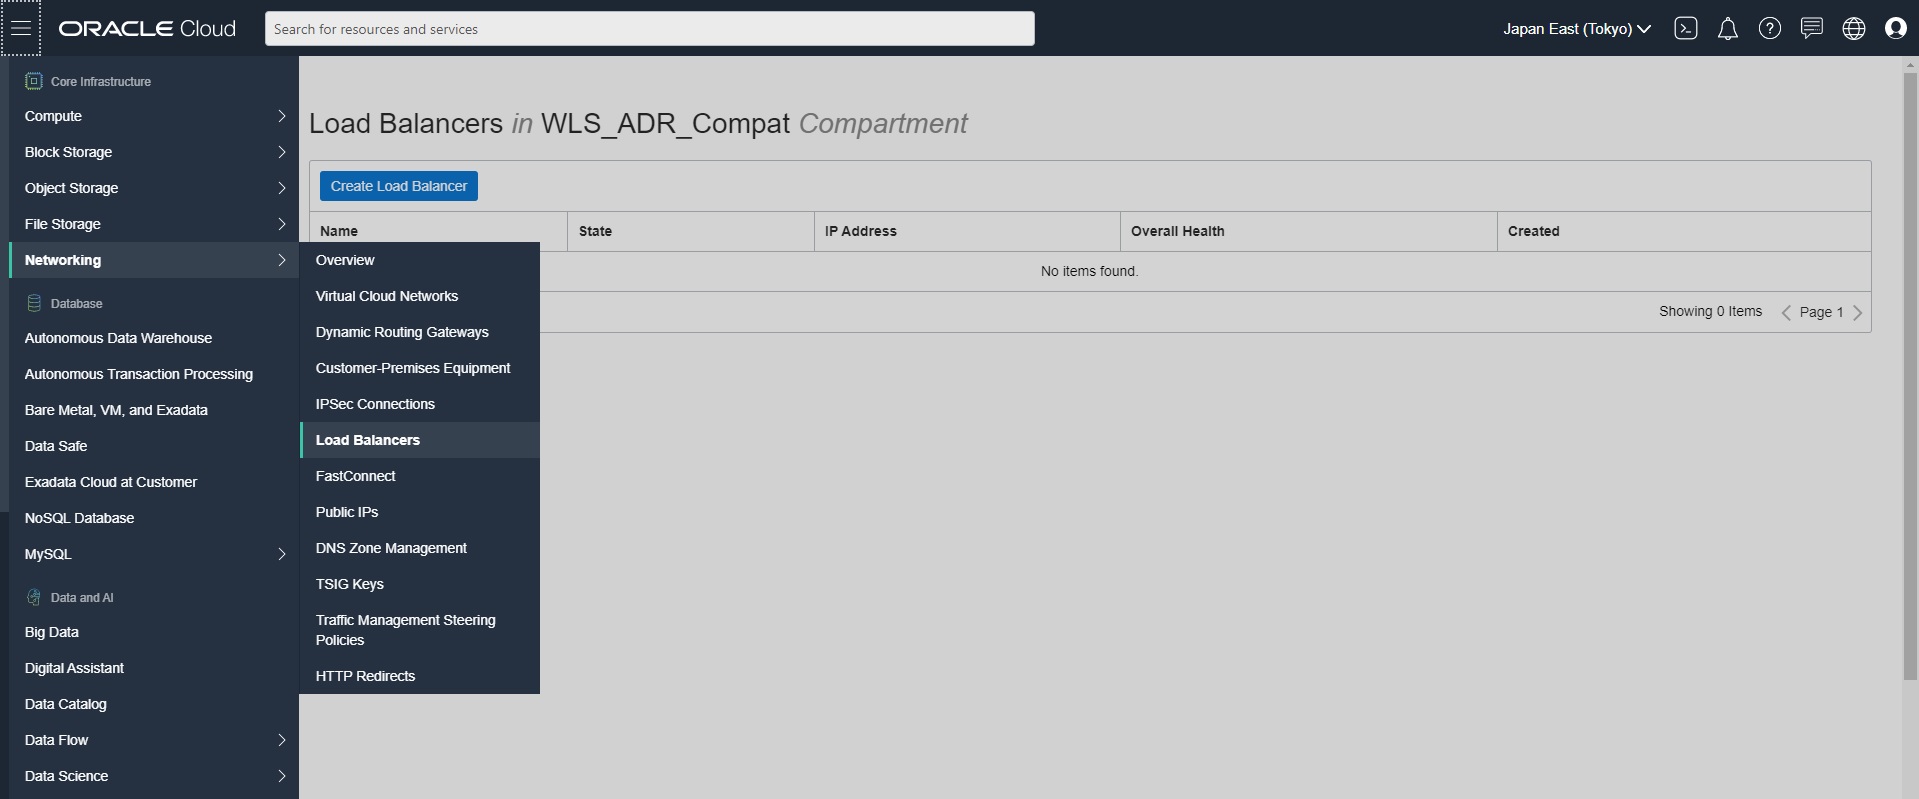 ORACLE Cloud
Search for resources and services
Japan East (Tokyo)
Core Infrastructure
Compute
Block Storage
Object Storage
File Storage
Networking
Database
Autonomous Data Warehouse
Autonomous Transaction Processing
Bare Metal, VM, and Exadata
Data Safe
Exadata Cloud at Customer
NoSQL Database
MySQL
Data and AI
Big Data
Digital Assistant
Data Catalog
Data Flow
Data Science
Overview
Virtual Cloud Networks
Dynamic Routing Gateways
Customer-Premises Equipment
IPSec Connections
Load Balancers
FastConnect
Public IPs
DNS Zone Management
TSIG Keys
Traffic Management Steering
Policies
HTTP Redirects
Load Balancers in WLS_ADR_Compat Compartment
Create Load Balancer
Name State IP Address Overall Health Created
No items found.
Showing 0 Items Page 1